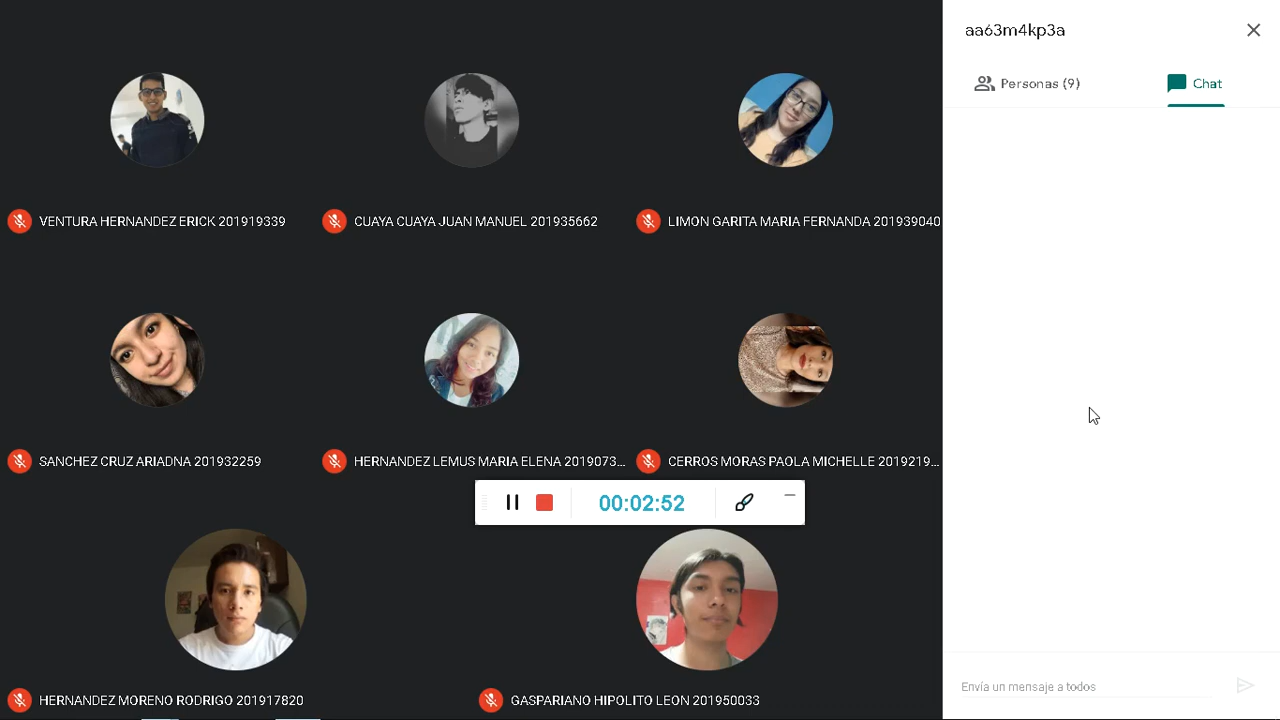 aa63m4kp3a
Personas (9)
Chat
VENTURA HERNANDEZ ERICK 201919339
CUAYA CUAYA JUAN MANUEL 201935662
LIMON GARITA MARIA FERNANDA 201939040
SANCHEZ CRUZ ARIADNA 201932259
HERNANDEZ LEMUS MARIA ELENA 2019073...
CERROS MORAS PAOLA MICHELLE 2019219...
00:02:52
HERNANDEZ MORENO RODRIGO 201917820
GASPARIANO HIPOLITO LEON 201950033
Envía un mensaje a todos